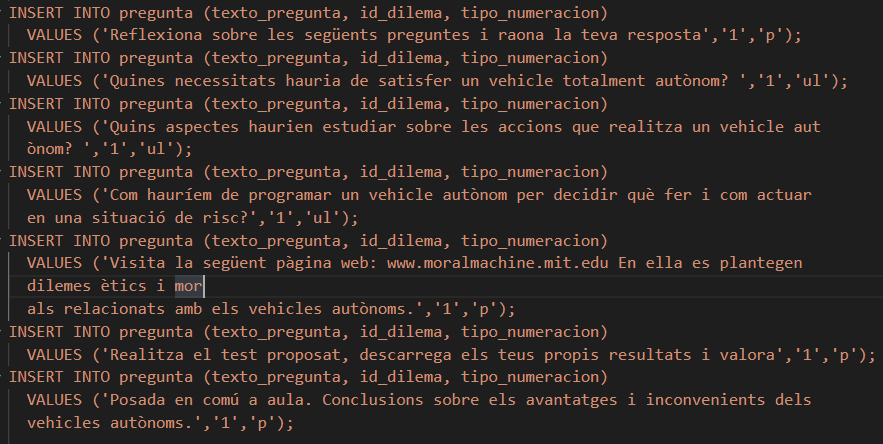 INSERT INTO pregunta (texto_pregunta, id_dilema, tipo_numeracion)
VALUES ('Reflexiona sobre les següents preguntes i raona la teva resposta','1','p');
INSERT INTO pregunta (texto_pregunta, id_dilema, tipo_numeracion)
VALUES ('Quines necessitats hauria de satisfer un vehicle totalment autònom? ','1','ul');
INSERT INTO pregunta (texto_pregunta, id_dilema, tipo_numeracion)
VALUES ('Quins aspectes haurien estudiar sobre les accions que realitza un vehicle aut
ònom? ','1','ul');
INSERT INTO pregunta (texto_pregunta, id_dilema, tipo_numeracion)
VALUES ('Com hauríem de programar un vehicle autònom per decidir què fer i com actuar
en una situació de risc?','1','ul');
INSERT INTO pregunta (texto_pregunta, id_dilema, tipo_numeracion)
VALUES ('Visita la següent pàgina web: www.moralmachine.mit.edu En ella es plantegen
dilemes ètics i mor
als relacionats amb els vehicles autònoms.','1','p');
INSERT INTO pregunta (texto_pregunta, id_dilema, tipo_numeracion)
VALUES ('Realitza el test proposat, descarrega els teus propis resultats i valora','1','p');
INSERT INTO pregunta (texto_pregunta, id_dilema, tipo_numeracion)
VALUES ('Posada en comú a aula. Conclusions sobre els avantatges i inconvenients dels
vehicles autònoms.','1','p');